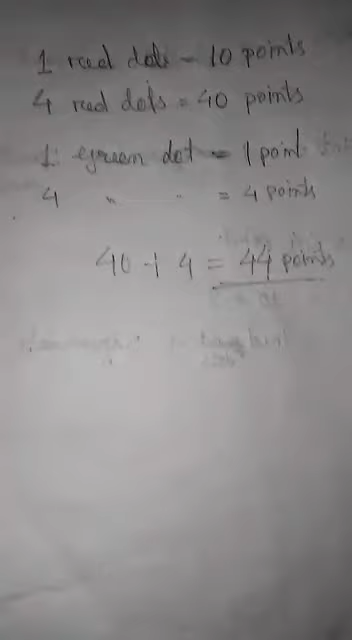 1 red dot = 10 points
4 red dots = 40 points
1 green dot = 1 point
4 " " = 4 points
40 + 4 = 44 points